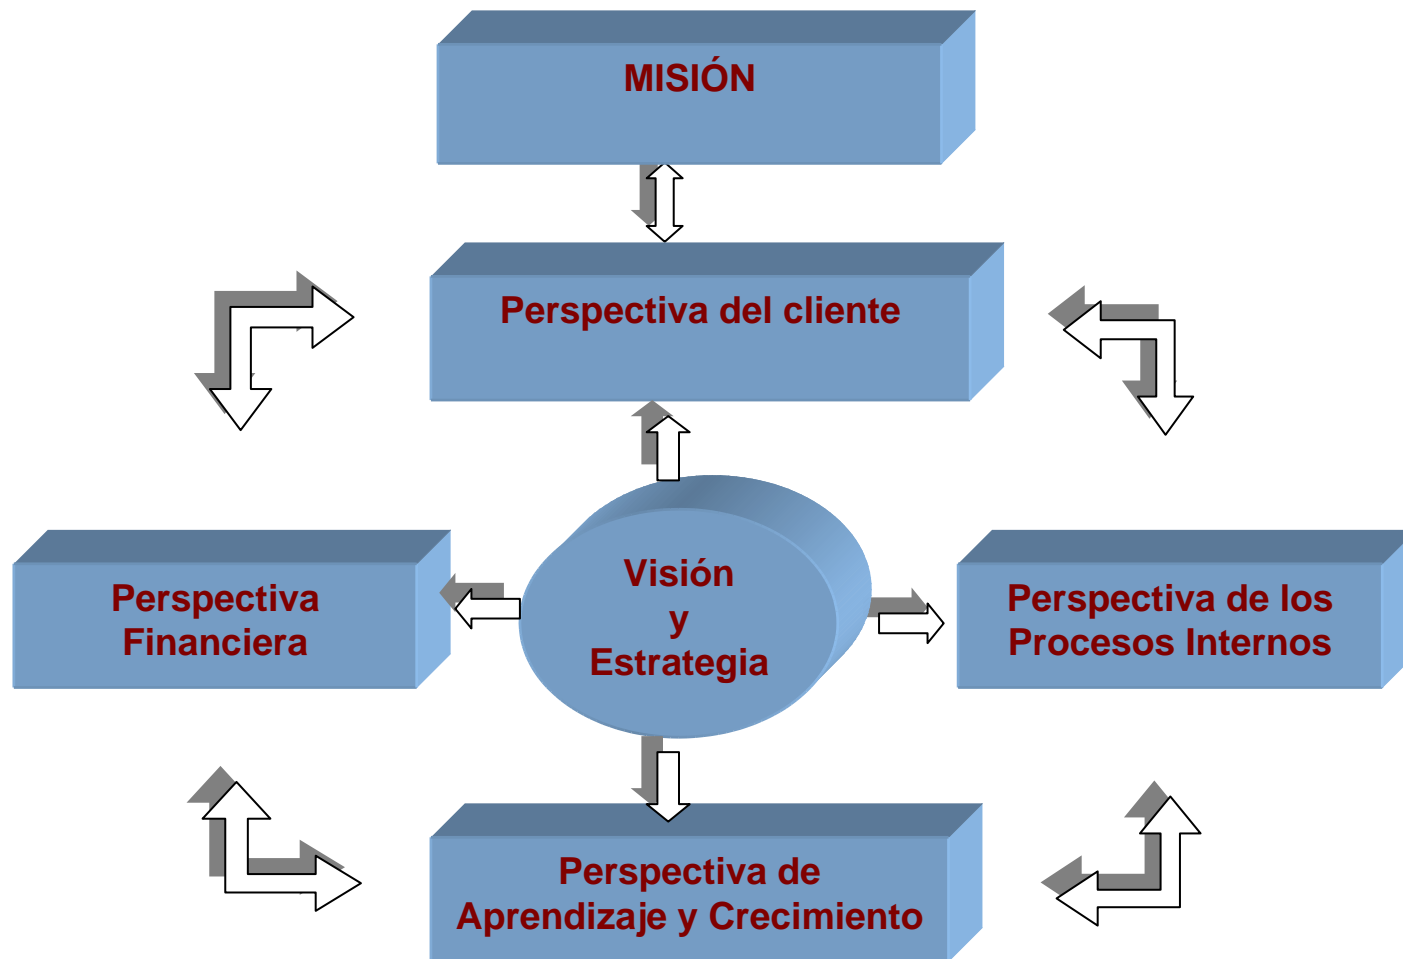 MISIÓN
Perspectiva del cliente
Perspectiva
Financiera
Visión
y
Estrategia
Perspectiva de los
Procesos Internos
Perspectiva de
Aprendizaje y Crecimiento